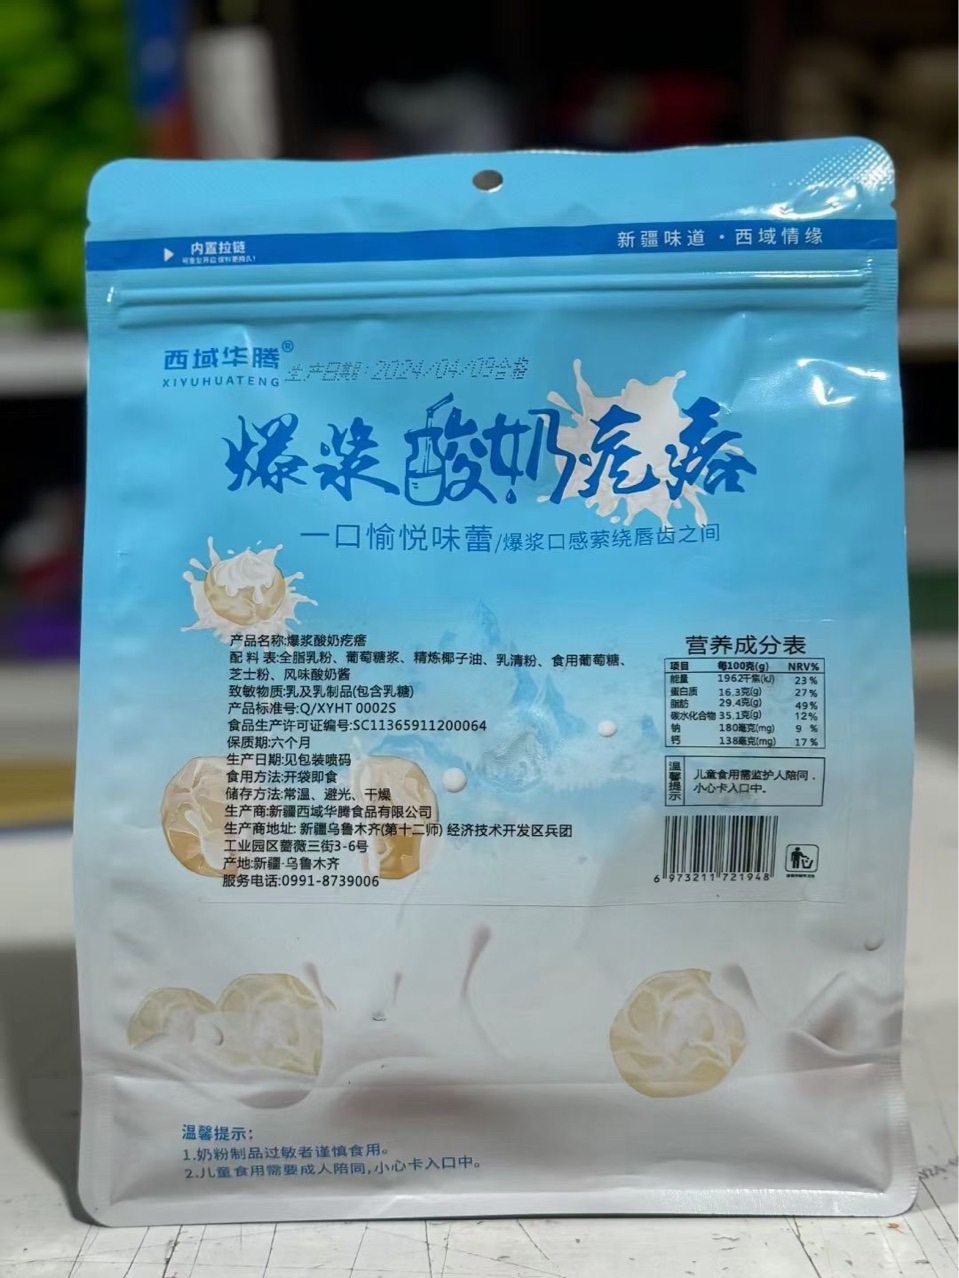 内置拉链
新疆味道·西域情缘
西域华腾®
XIYUHUATENG
生产日期:2024/04/09合格
爆浆酸奶疙瘩
一口愉悦味蕾/爆浆口感萦绕唇齿之间
产品名称:爆浆酸奶疙瘩
配 料 表:全脂乳粉、葡萄糖浆、精炼椰子油、乳清粉、食用葡萄糖、
芝士粉、风味酸奶酱
致敏物质:乳及乳制品(包含乳糖)
产品标准号:Q/XYHT 0002S
食品生产许可证编号:SC11365911200064
保质期:六个月
生产日期:见包装喷码
食用方法:开袋即食
储存方法:常温、避光、干燥
生产商:新疆西域华腾食品有限公司
生产商地址: 新疆乌鲁木齐(第十二师) 经济技术开发区兵团
工业园区蔷薇三街3-6号
产地:新疆·乌鲁木齐
服务电话:0991-8739006
营养成分表
项目 每100克(g) NRV%
能量 1962千焦(kJ) 23%
蛋白质 16.3克(g) 27%
脂肪 29.4克(g) 49%
碳水化合物 35.1克(g) 12%
钠 180毫克(mg) 9 %
钙 138毫克(mg) 17%
温馨提示
儿童食用需监护人陪同,
小心卡入口中。
6 973211 721948
温馨提示:
1.奶粉制品过敏者谨慎食用。
2.儿童食用需要成人陪同,小心卡入口中。